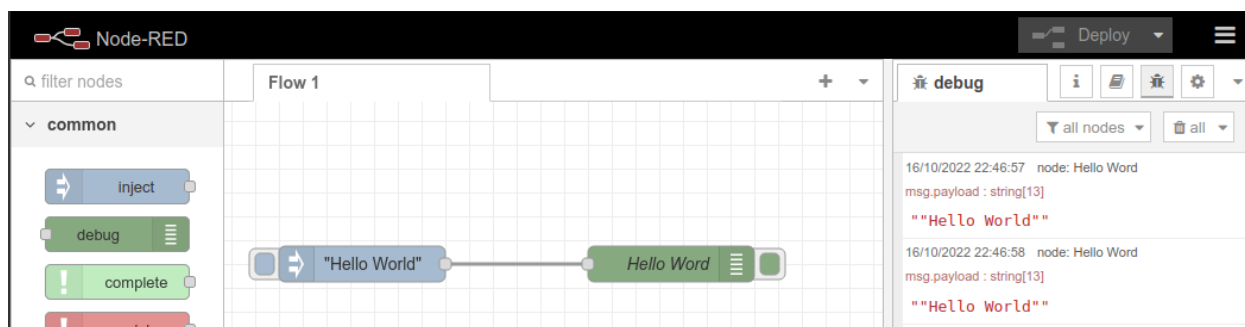 Node-RED
Deploy
filter nodes
Flow 1
debug
i
common
all nodes
all
inject
debug
complete
"Hello World"
Hello Word
16/10/2022 22:46:57 node: Hello Word
msg.payload : string[13]
""Hello World""
16/10/2022 22:46:58 node: Hello Word
msg.payload : string[13]
""Hello World""